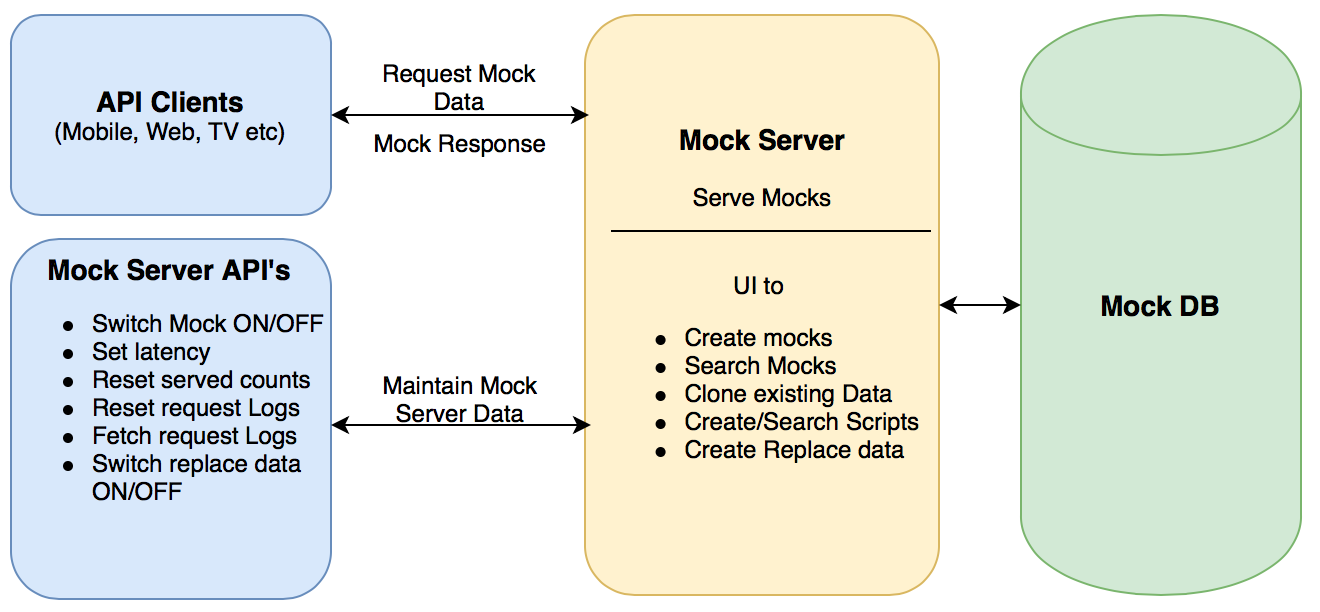 API Clients
(Mobile, Web, TV etc)
Request Mock
Data
Mock Response
Mock Server API's
● Switch Mock ON/OFF
● Set latency
● Reset served counts
● Reset request Logs
● Fetch request Logs
● Switch replace data
ON/OFF
Maintain Mock
Server Data
Mock Server
Serve Mocks
UI to
● Create mocks
● Search Mocks
● Clone existing Data
● Create/Search Scripts
● Create Replace data
Mock DB